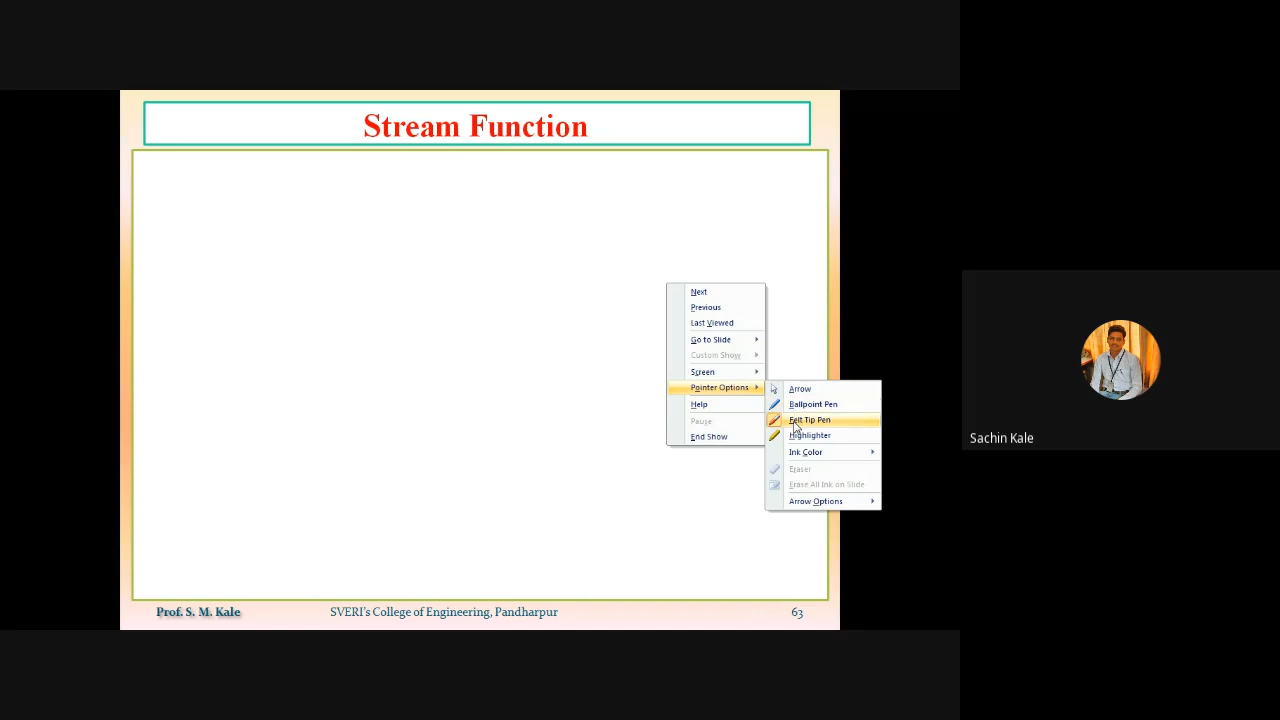 Stream Function
Next
Previous
Last Viewed
Go to Slide
Custom Show
Screen
Pointer Options
Help
Pause
End Show
Arrow
Ballpoint Pen
Felt Tip Pen
Highlighter
Ink Color
Eraser
Erase All Ink on Slide
Arrow Options
Sachin Kale
Prof. S. M. Kale SVERI's College of Engineering, Pandharpur 63